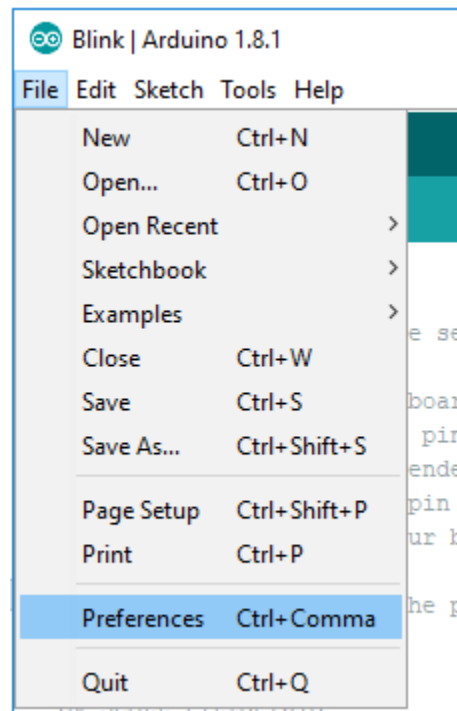 Blink | Arduino 1.8.1
File Edit Sketch Tools Help
New Ctrl+N
Open... Ctrl+O
Open Recent
Sketchbook
Examples
Close Ctrl+W
Save Ctrl+S
Save As... Ctrl+Shift+S
Page Setup Ctrl+Shift+P
Print Ctrl+P
Preferences Ctrl+Comma
Quit Ctrl+Q